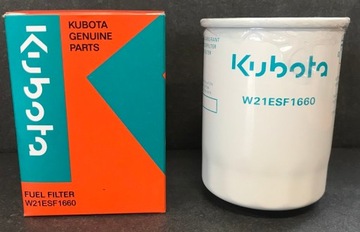 Kubota
KUBOTA
GENUINE
PARTS
FUEL FILTER
W21ESF1660
Kubota
W21ESF1660